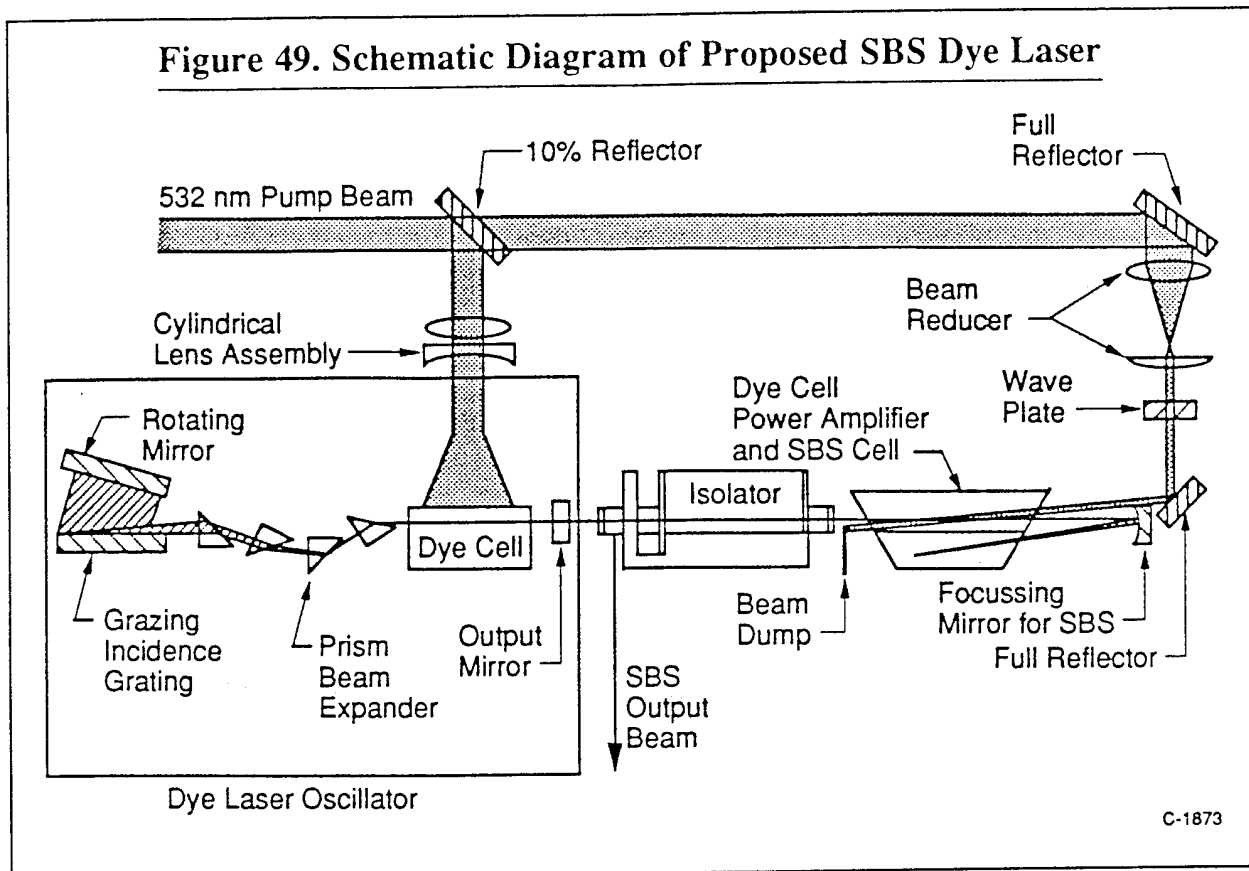 Figure 49. Schematic Diagram of Proposed SBS Dye Laser
10% Reflector
Full
Reflector
532 nm Pump Beam
Beam
Reducer
Cylindrical
Lens Assembly
Wave
Plate
Dye Cell
Power Amplifier
and SBS Cell
Rotating
Mirror
Isolator
Dye Cell
Grazing
Incidence
Grating
Prism
Beam
Expander
Output
Mirror
SBS
Output
Beam
Beam
Dump
Focussing
Mirror for SBS
Full Reflector
Dye Laser Oscillator
C-1873